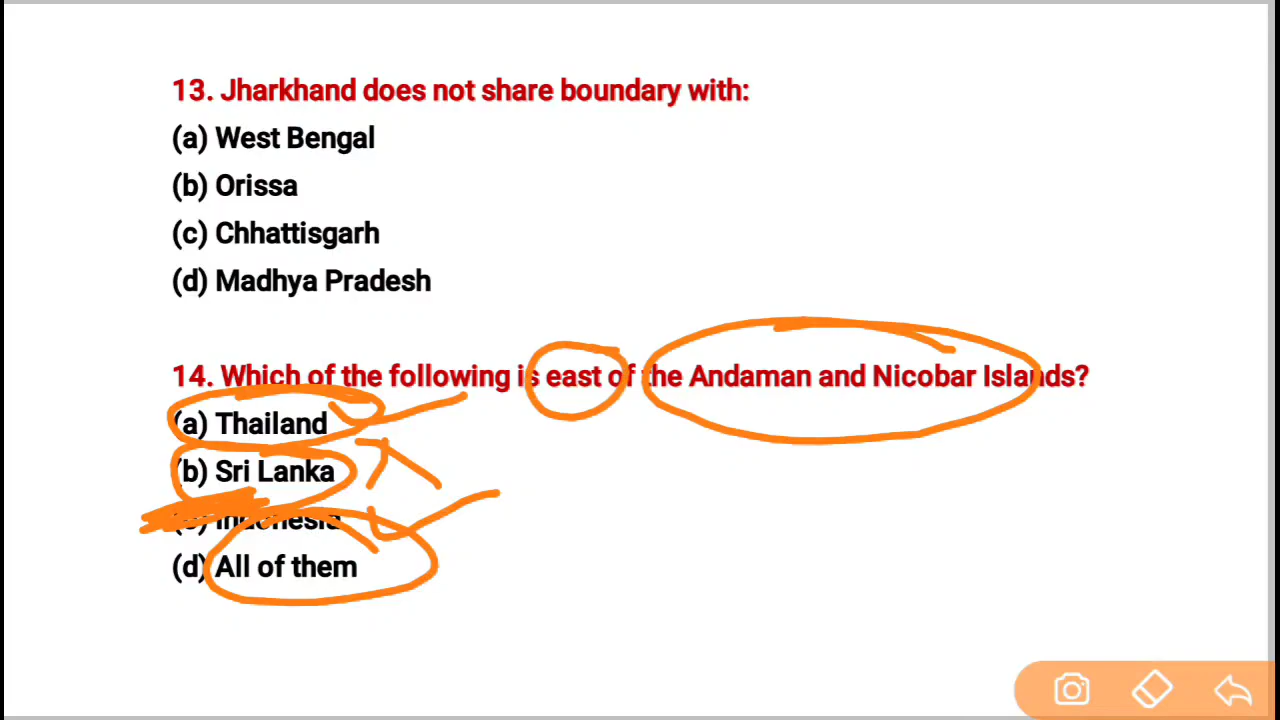 13. Jharkhand does not share boundary with:
(a) West Bengal
(b) Orissa
(c) Chhattisgarh
(d) Madhya Pradesh
14. Which of the following is east of the Andaman and Nicobar Islands?
(a) Thailand
(b) Sri Lanka
(c) Indonesia
(d) All of them